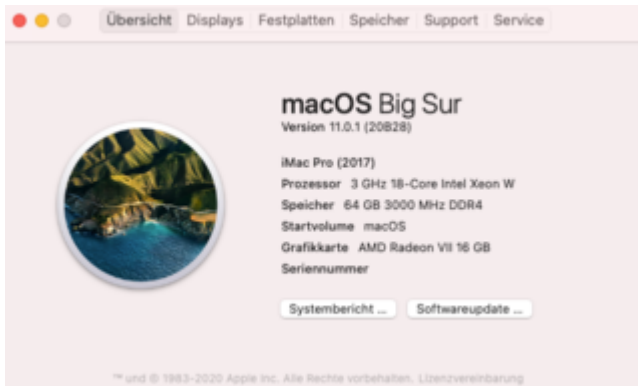 Übersicht Displays Festplatten Speicher Support Service
macOS Big Sur
Version 11.0.1 (20B28)
iMac Pro (2017)
Prozessor 3 GHz 18-Core Intel Xeon W
Speicher 64 GB 3000 MHz DDR4
Startvolume macOS
Grafikkarte AMD Radeon VII 16 GB
Seriennummer
Systembericht ... Softwareupdate ...
™ und © 1983-2020 Apple Inc. Alle Rechte vorbehalten. Lizenzvereinbarung